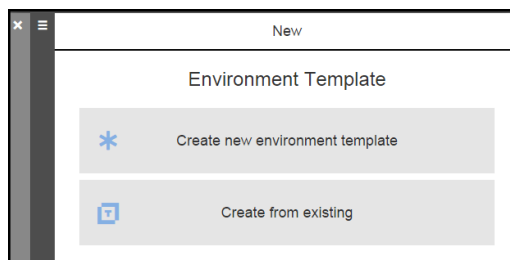 New
Environment Template
Create new environment template
Create from existing